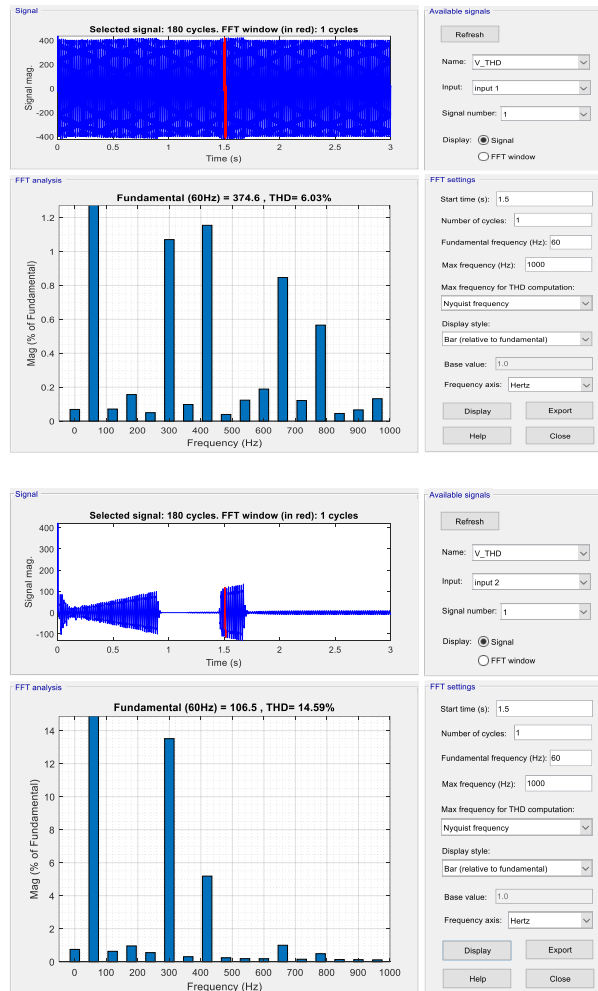 Signal
Selected signal: 180 cycles. FFT window (in red): 1 cycles
400
200
0
-200
-400
Signal mag.
0 0.5 1 1.5 2 2.5 3
Time (s)
Available signals
Refresh
Name: V_THD
Input: input 1
Signal number: 1
Display: Signal
FFT window
FFT analysis
Fundamental (60Hz) = 374.6 , THD= 6.03%
1.2
1
0.8
0.6
0.4
0.2
0
Mag (% of Fundamental)
0 100 200 300 400 500 600 700 800 900 1000
Frequency (Hz)
FFT settings
Start time (s): 1.5
Number of cycles: 1
Fundamental frequency (Hz): 60
Max frequency (Hz): 1000
Max frequency for THD computation:
Nyquist frequency
Display style:
Bar (relative to fundamental)
Base value: 1.0
Frequency axis: Hertz
Display Export
Help Close
Signal
Selected signal: 180 cycles. FFT window (in red): 1 cycles
400
300
200
100
0
-100
Signal mag.
0 0.5 1 1.5 2 2.5 3
Time (s)
Available signals
Refresh
Name: V_THD
Input: input 2
Signal number: 1
Display: Signal
FFT window
FFT analysis
Fundamental (60Hz) = 106.5 , THD= 14.59%
14
12
10
8
6
4
2
0
Mag (% of Fundamental)
0 100 200 300 400 500 600 700 800 900 1000
Frequency (Hz)
FFT settings
Start time (s): 1.5
Number of cycles: 1
Fundamental frequency (Hz): 60
Max frequency (Hz): 1000
Max frequency for THD computation:
Nyquist frequency
Display style:
Bar (relative to fundamental)
Base value: 1.0
Frequency axis: Hertz
Display Export
Help Close